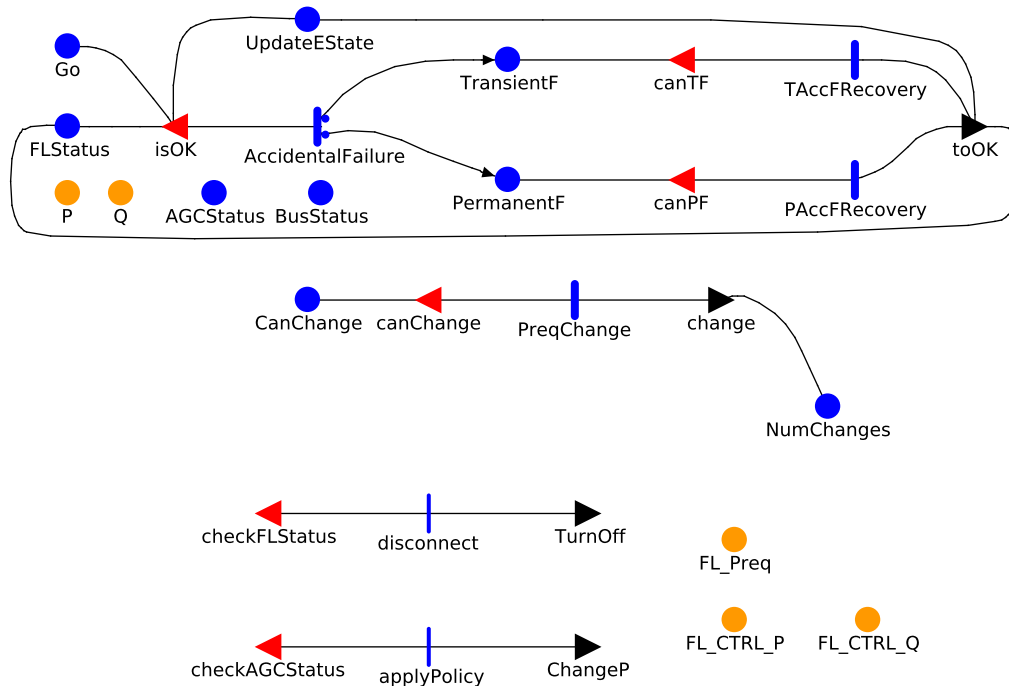 UpdateEState
Go
TransientF
canTF
TAccFRecovery
FLStatus
isOK
AccidentalFailure
toOK
P
Q
AGCStatus
BusStatus
PermanentF
canPF
PAccFRecovery
CanChange
canChange
PreqChange
change
NumChanges
checkFLStatus
disconnect
TurnOff
FL_Preq
FL_CTRL_P
FL_CTRL_Q
checkAGCStatus
applyPolicy
ChangeP